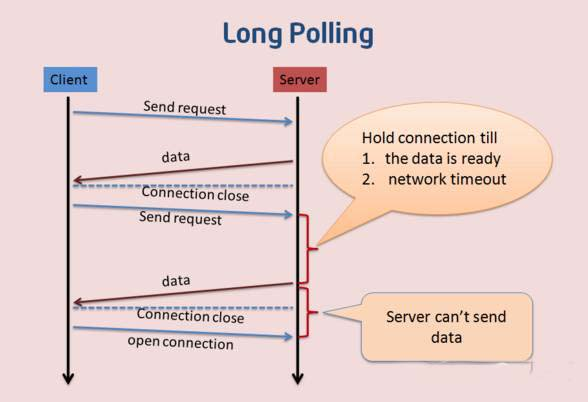 Long Polling
Client
Server
Send request
data
Connection close
Send request
Hold connection till
1. the data is ready
2. network timeout
data
Connection close
open connection
Server can't send
data